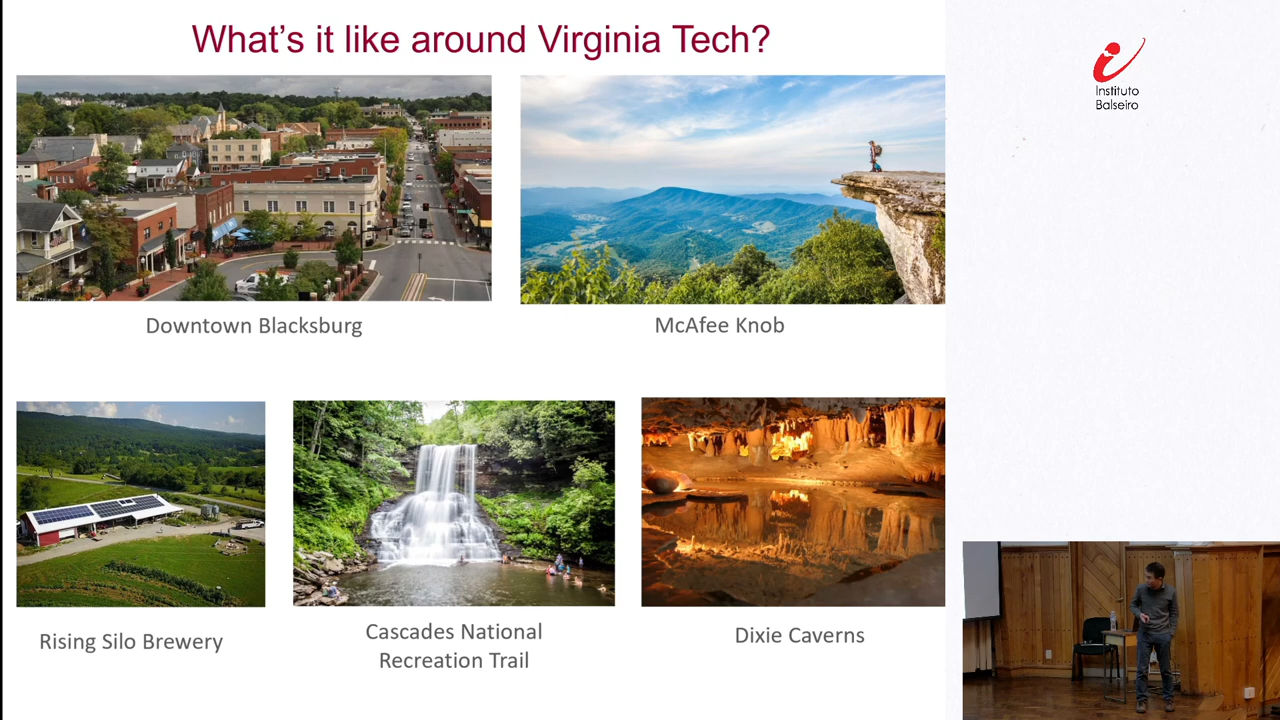 What's it like around Virginia Tech?
Instituto
Balseiro
Downtown Blacksburg
McAfee Knob
Rising Silo Brewery
Cascades National
Recreation Trail
Dixie Caverns